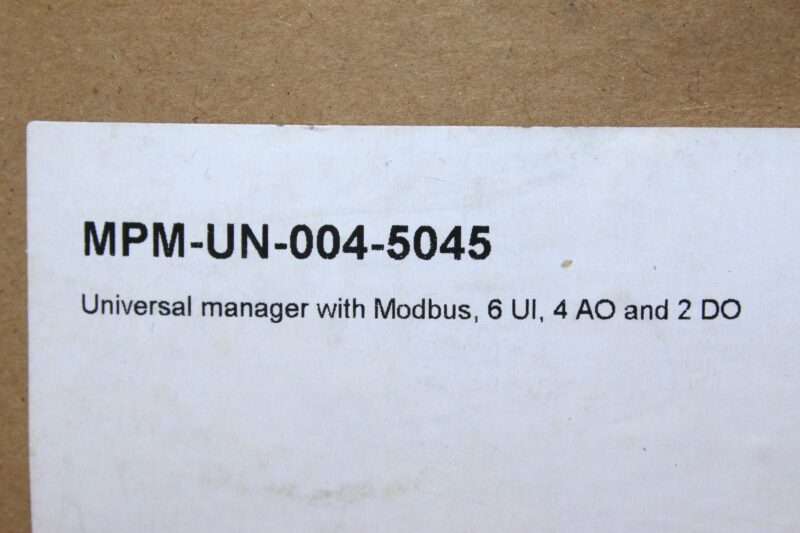 MPM-UN-004-5045
Universal manager with Modbus, 6 UI, 4 AO and 2 DO